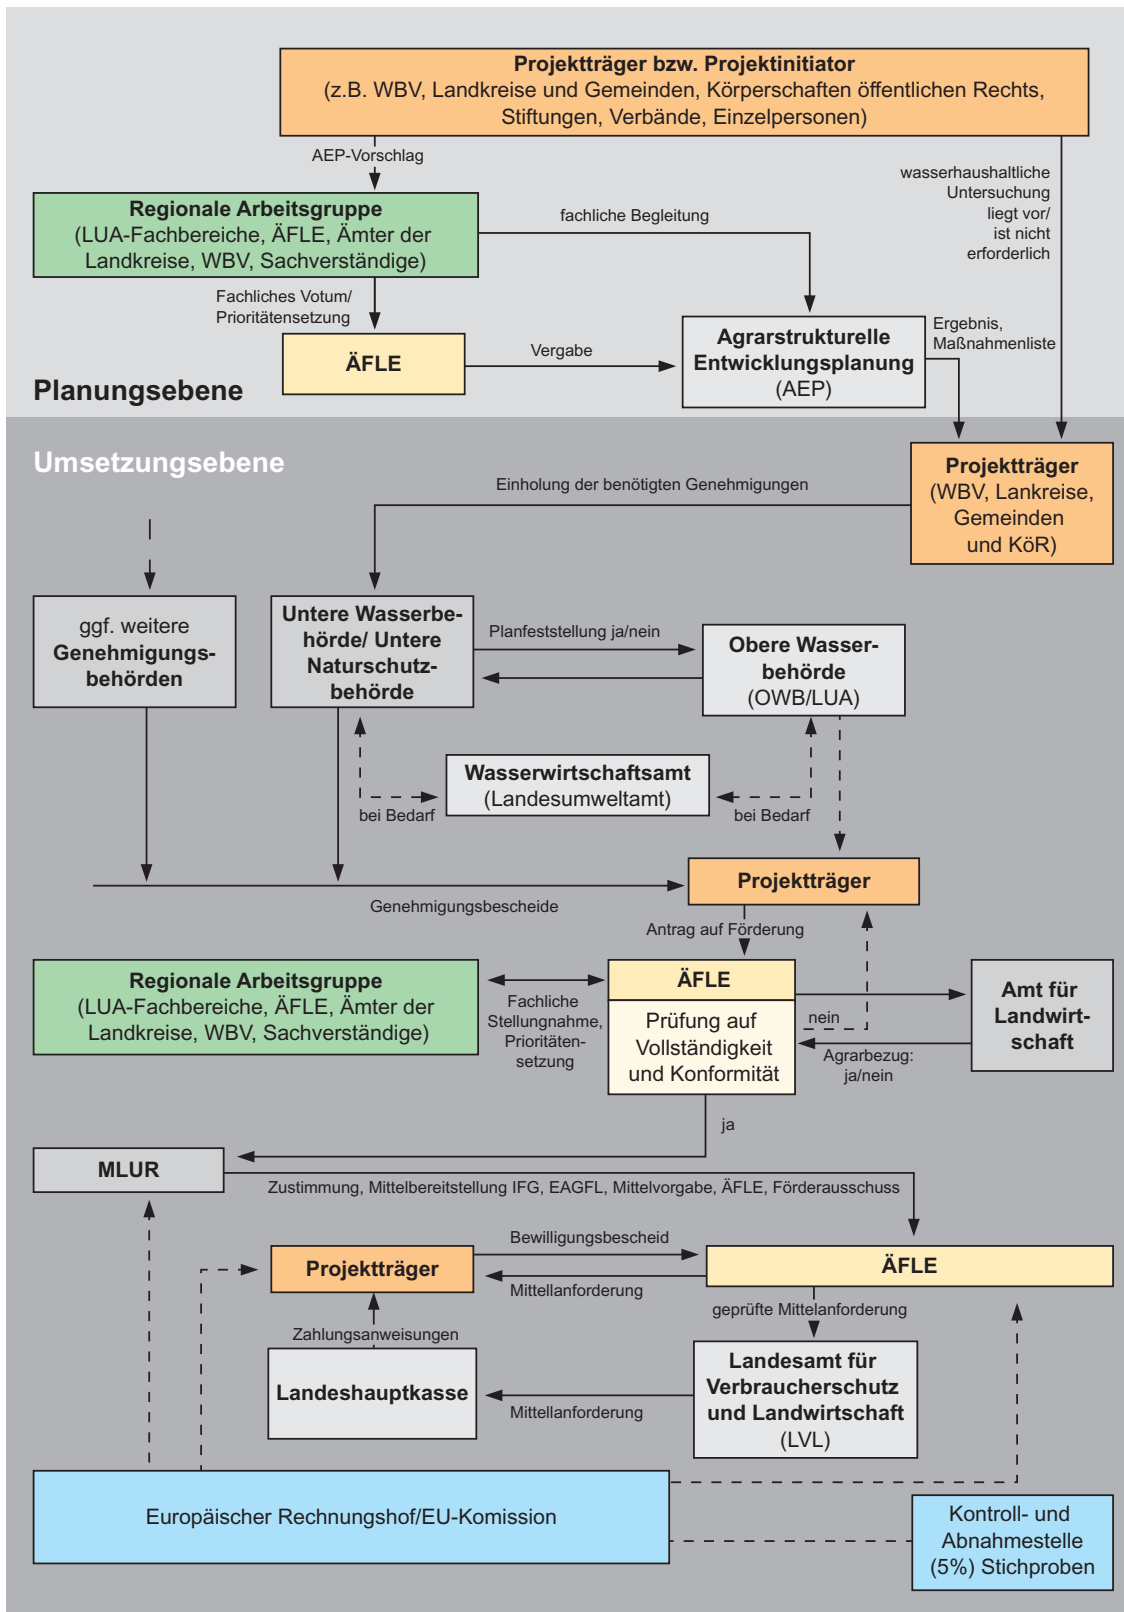 Projektträger bzw. Projektinitiator
(z.B. WBV, Landkreise und Gemeinden, Körperschaften öffentlichen Rechts,
Stiftungen, Verbände, Einzelpersonen)
AEP-Vorschlag
wasserhaushaltliche
Untersuchung
liegt vor/
ist nicht
erforderlich
Regionale Arbeitsgruppe
(LUA-Fachbereiche, ÄFLE, Ämter der
Landkreise, WBV, Sachverständige)
fachliche Begleitung
Fachliches Votum/
Prioritätensetzung
ÄFLE
Vergabe
Agrarstrukturelle
Entwicklungsplanung
(AEP)
Ergebnis,
Maßnahmenliste
Planungsebene
Umsetzungsebene
Projektträger
(WBV, Lankreise,
Gemeinden
und KöR)
Einholung der benötigten Genehmigungen
ggf. weitere
Genehmigungs-
behörden
Untere Wasserbe-
hörde/ Untere
Naturschutz-
behörde
Planfeststellung ja/nein
Obere Wasser-
behörde
(OWB/LUA)
Wasserwirtschaftsamt
(Landesumweltamt)
bei Bedarf
bei Bedarf
Projektträger
Genehmigungsbescheide
Antrag auf Förderung
Regionale Arbeitsgruppe
(LUA-Fachbereiche, ÄFLE, Ämter der
Landkreise, WBV, Sachverständige)
Fachliche
Stellungnahme,
Prioritäten-
setzung
ÄFLE
Prüfung auf
Vollständigkeit
und Konformität
nein
Agrarbezug:
ja/nein
Amt für
Landwirt-
schaft
ja
MLUR
Zustimmung, Mittelbereitstellung IFG, EAGFL, Mittelvorgabe, ÄFLE, Förderausschuss
Projektträger
Bewilligungsbescheid
Mittellanforderung
ÄFLE
geprüfte Mittelanforderung
Zahlungsanweisungen
Landeshauptkasse
Mittellanforderung
Landesamt für
Verbraucherschutz
und Landwirtschaft
(LVL)
Europäischer Rechnungshof/EU-Komission
Kontroll- und
Abnahmestelle
(5%) Stichproben